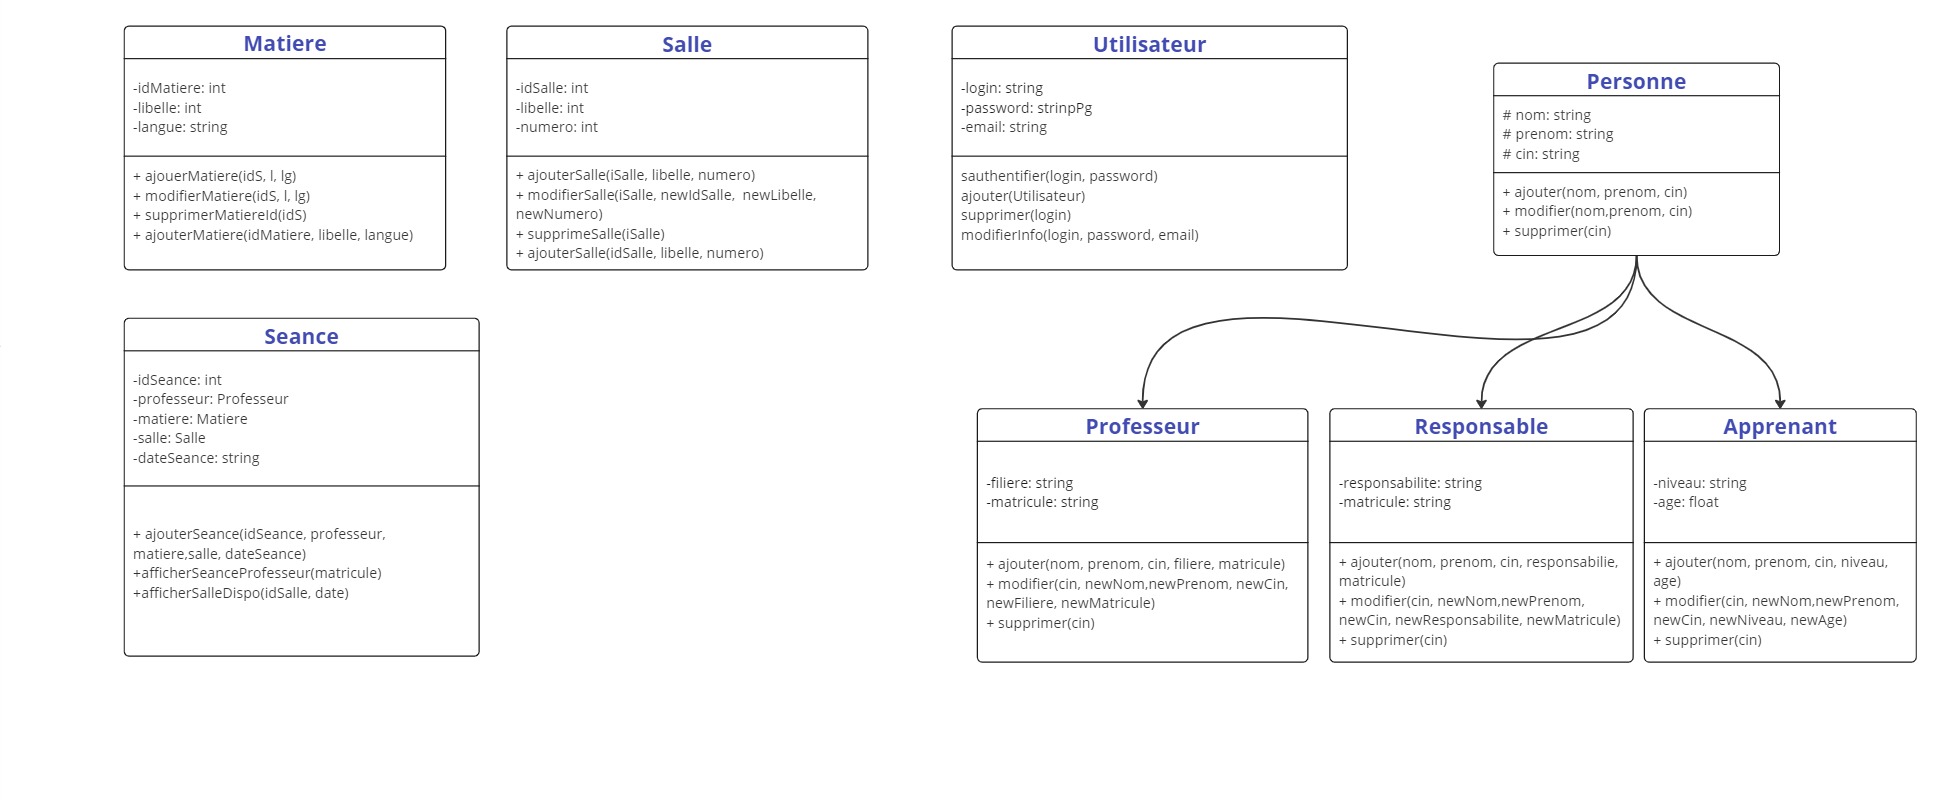 Matiere
-idMatiere: int
-libelle: int
-langue: string
+ ajouerMatiere(idS, l, lg)
+ modifierMatiere(idS, l, lg)
+ supprimerMatiereId(idS)
+ ajouterMatiere(idMatiere, libelle, langue)
Salle
-idSalle: int
-libelle: int
-numero: int
+ ajouterSalle(iSalle, libelle, numero)
+ modifierSalle(iSalle, newIdSalle,  newLibelle,
newNumero)
+ supprimeSalle(iSalle)
+ ajouterSalle(idSalle, libelle, numero)
Utilisateur
-login: string
-password: strinpPg
-email: string
sauthentifier(login, password)
ajouter(Utilisateur)
supprimer(login)
modifierInfo(login, password, email)
Personne
# nom: string
# prenom: string
# cin: string
+ ajouter(nom, prenom, cin)
+ modifier(nom,prenom, cin)
+ supprimer(cin)
Seance
-idSeance: int
-professeur: Professeur
-matiere: Matiere
-salle: Salle
-dateSeance: string
+ ajouterSeance(idSeance, professeur,
matiere,salle, dateSeance)
+afficherSeanceProfesseur(matricule)
+afficherSalleDispo(idSalle, date)
Professeur
-filiere: string
-matricule: string
+ ajouter(nom, prenom, cin, filiere, matricule)
+ modifier(cin, newNom,newPrenom, newCin,
newFiliere, newMatricule)
+ supprimer(cin)
Responsable
-responsabilite: string
-matricule: string
+ ajouter(nom, prenom, cin, responsabilie,
matricule)
+ modifier(cin, newNom,newPrenom,
newCin, newResponsabilite, newMatricule)
+ supprimer(cin)
Apprenant
-niveau: string
-age: float
+ ajouter(nom, prenom, cin, niveau,
age)
+ modifier(cin, newNom,newPrenom,
newCin, newNiveau, newAge)
+ supprimer(cin)